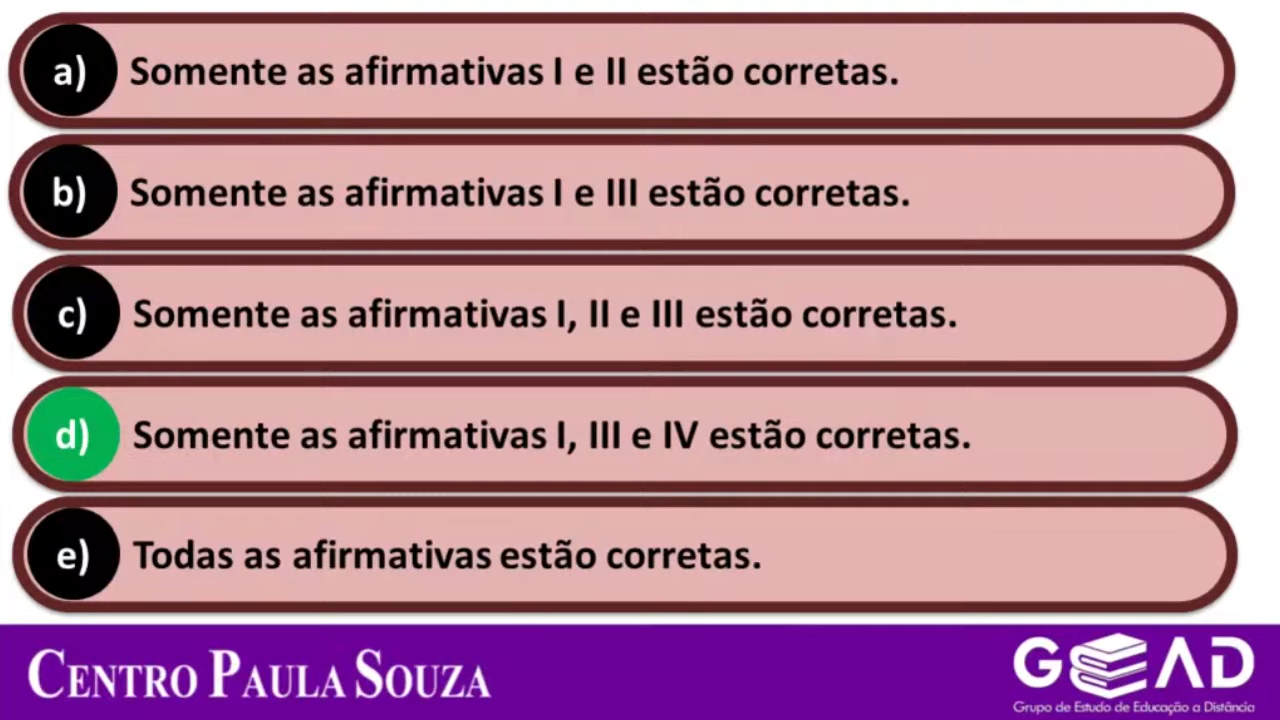 a) Somente as afirmativas I e II estão corretas.
b) Somente as afirmativas I e III estão corretas.
c) Somente as afirmativas I, II e III estão corretas.
d) Somente as afirmativas I, III e IV estão corretas.
e) Todas as afirmativas estão corretas.
CENTRO PAULA SOUZA
GEAD
Grupo de Estudo de Educação a Distância